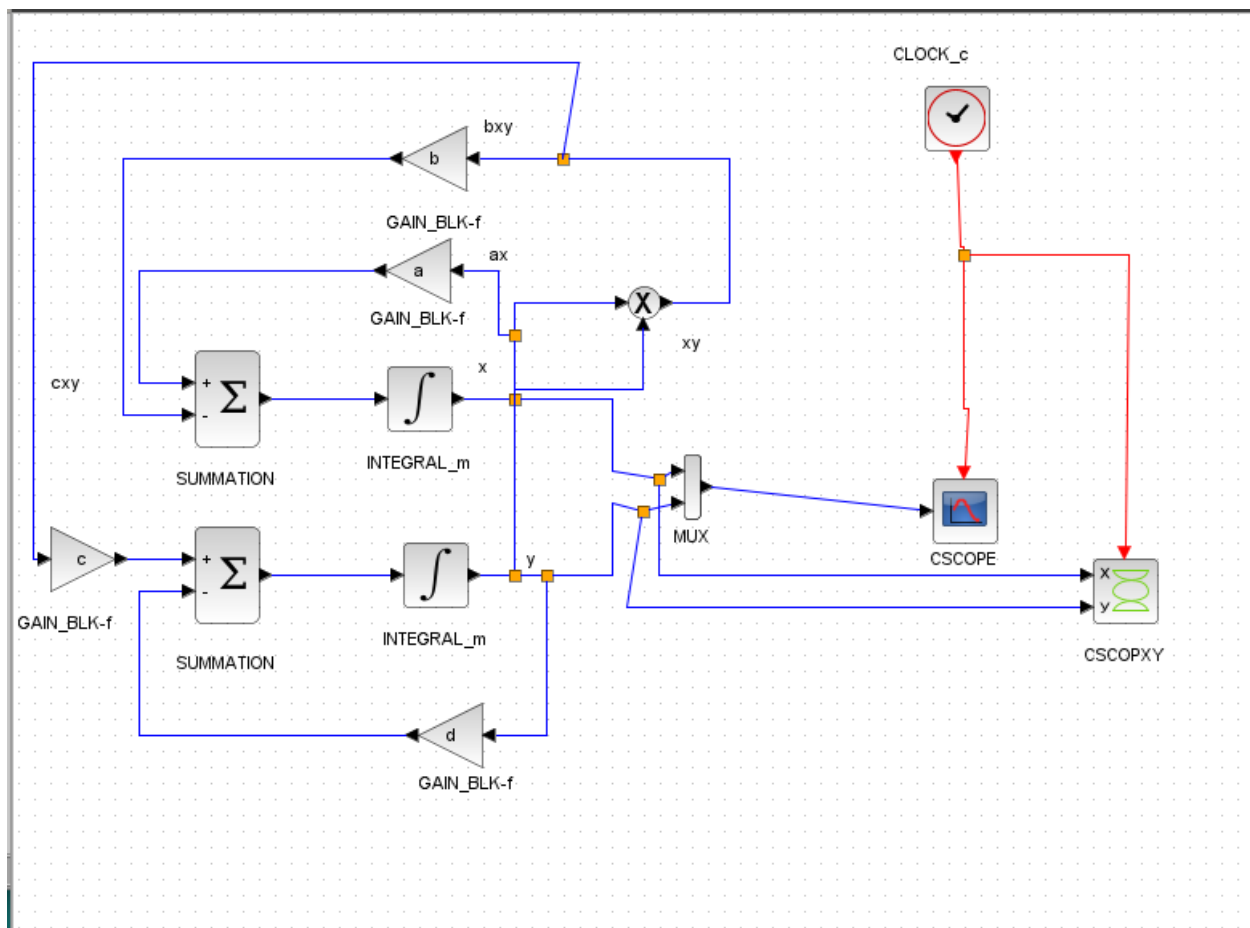 CLOCK_c
bxy
b
GAIN_BLK-f
ax
a
GAIN_BLK-f
X
xy
x
cxy
+
Σ
-
∫
INTEGRAL_m
SUMMATION
MUX
CSCOPE
y
c
+
Σ
-
∫
X
y
GAIN_BLK-f
INTEGRAL_m
SUMMATION
CSCOPXY
d
GAIN_BLK-f